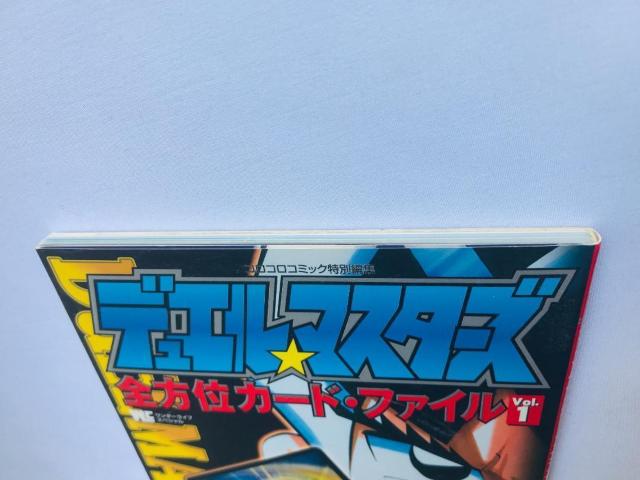 コロコロコミック特別編集
デュエル★マスターズ
全方位カード・ファイル Vol.1
ワンダーライフ
スペシャル